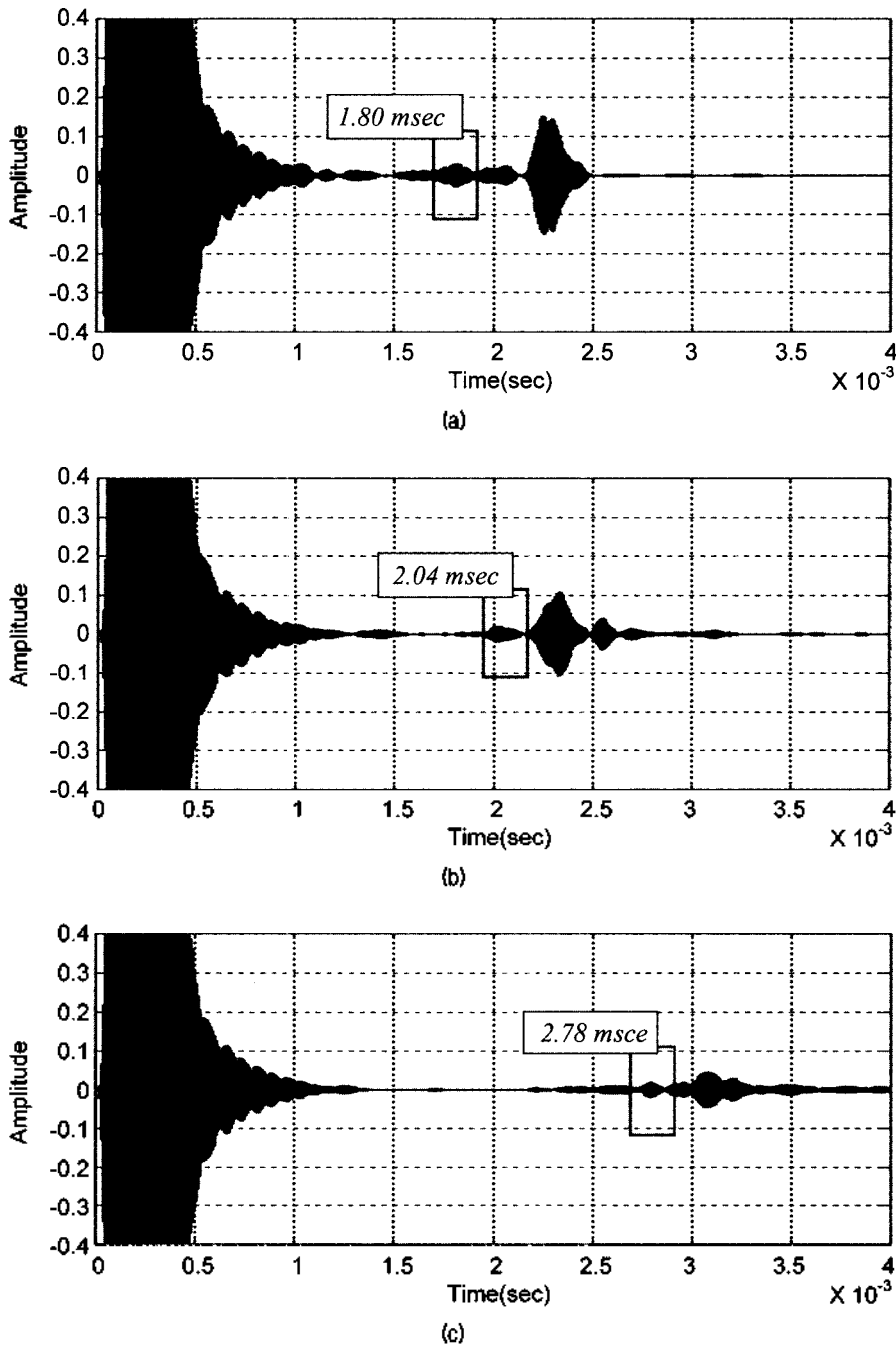 0.4
0.3
0.2
0.1
0
-0.1
-0.2
-0.3
-0.4
Amplitude
1.80 msec
0 0.5 1 1.5 2 2.5 3 3.5 4
Time(sec) X 10-3
(a)
0.4
0.3
0.2
0.1
0
-0.1
-0.2
-0.3
-0.4
Amplitude
2.04 msec
0 0.5 1 1.5 2 2.5 3 3.5 4
Time(sec) X 10-3
(b)
0.4
0.3
0.2
0.1
0
-0.1
-0.2
-0.3
-0.4
Amplitude
2.78 msce
0 0.5 1 1.5 2 2.5 3 3.5 4
Time(sec) X 10-3
(c)